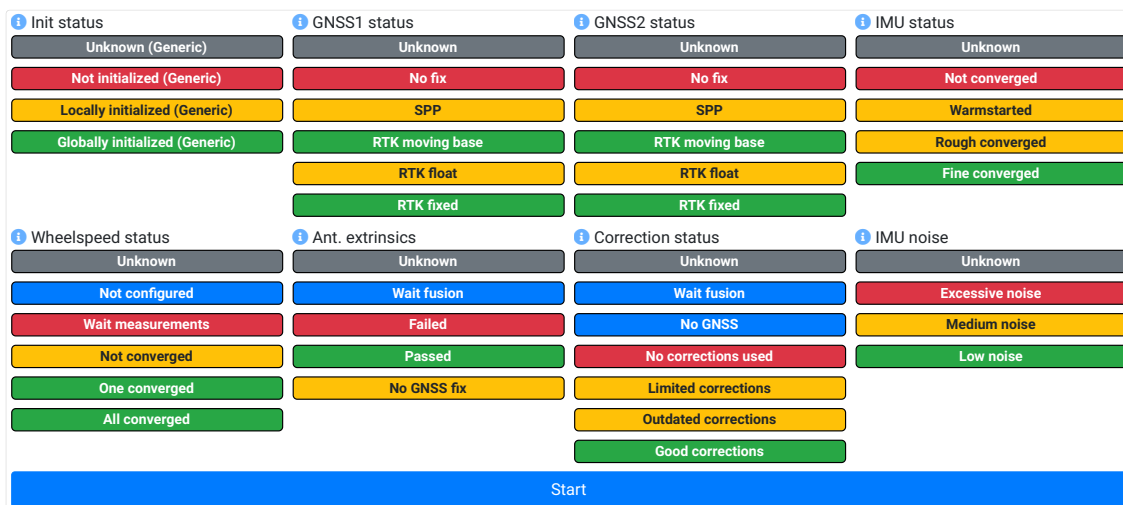 Init status
Unknown (Generic)
Not initialized (Generic)
Locally initialized (Generic)
Globally initialized (Generic)
GNSS1 status
Unknown
No fix
SPP
RTK moving base
RTK float
RTK fixed
GNSS2 status
Unknown
No fix
SPP
RTK moving base
RTK float
RTK fixed
IMU status
Unknown
Not converged
Warmstarted
Rough converged
Fine converged
Wheelspeed status
Unknown
Not configured
Wait measurements
Not converged
One converged
All converged
Ant. extrinsics
Unknown
Wait fusion
Failed
Passed
No GNSS fix
Correction status
Unknown
Wait fusion
No GNSS
No corrections used
Limited corrections
Outdated corrections
Good corrections
IMU noise
Unknown
Excessive noise
Medium noise
Low noise
Start